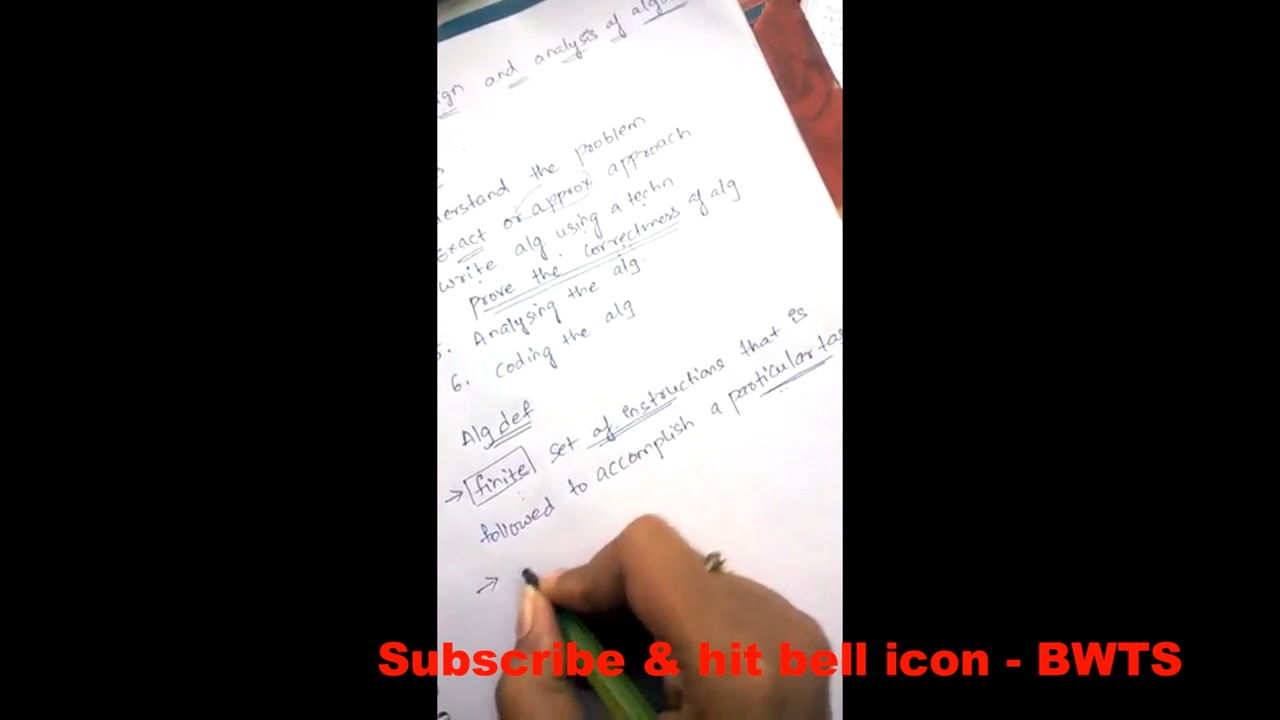 ign and analysis of algo
erstand the problem
Exact or approx approach
write alg using a techn
prove the correctness of alg
5. Analysing the alg.
6. Coding the alg
Alg def
→ finite set of instructions that is
followed to accomplish a particular tas
→
Subscribe & hit bell icon - BWTS